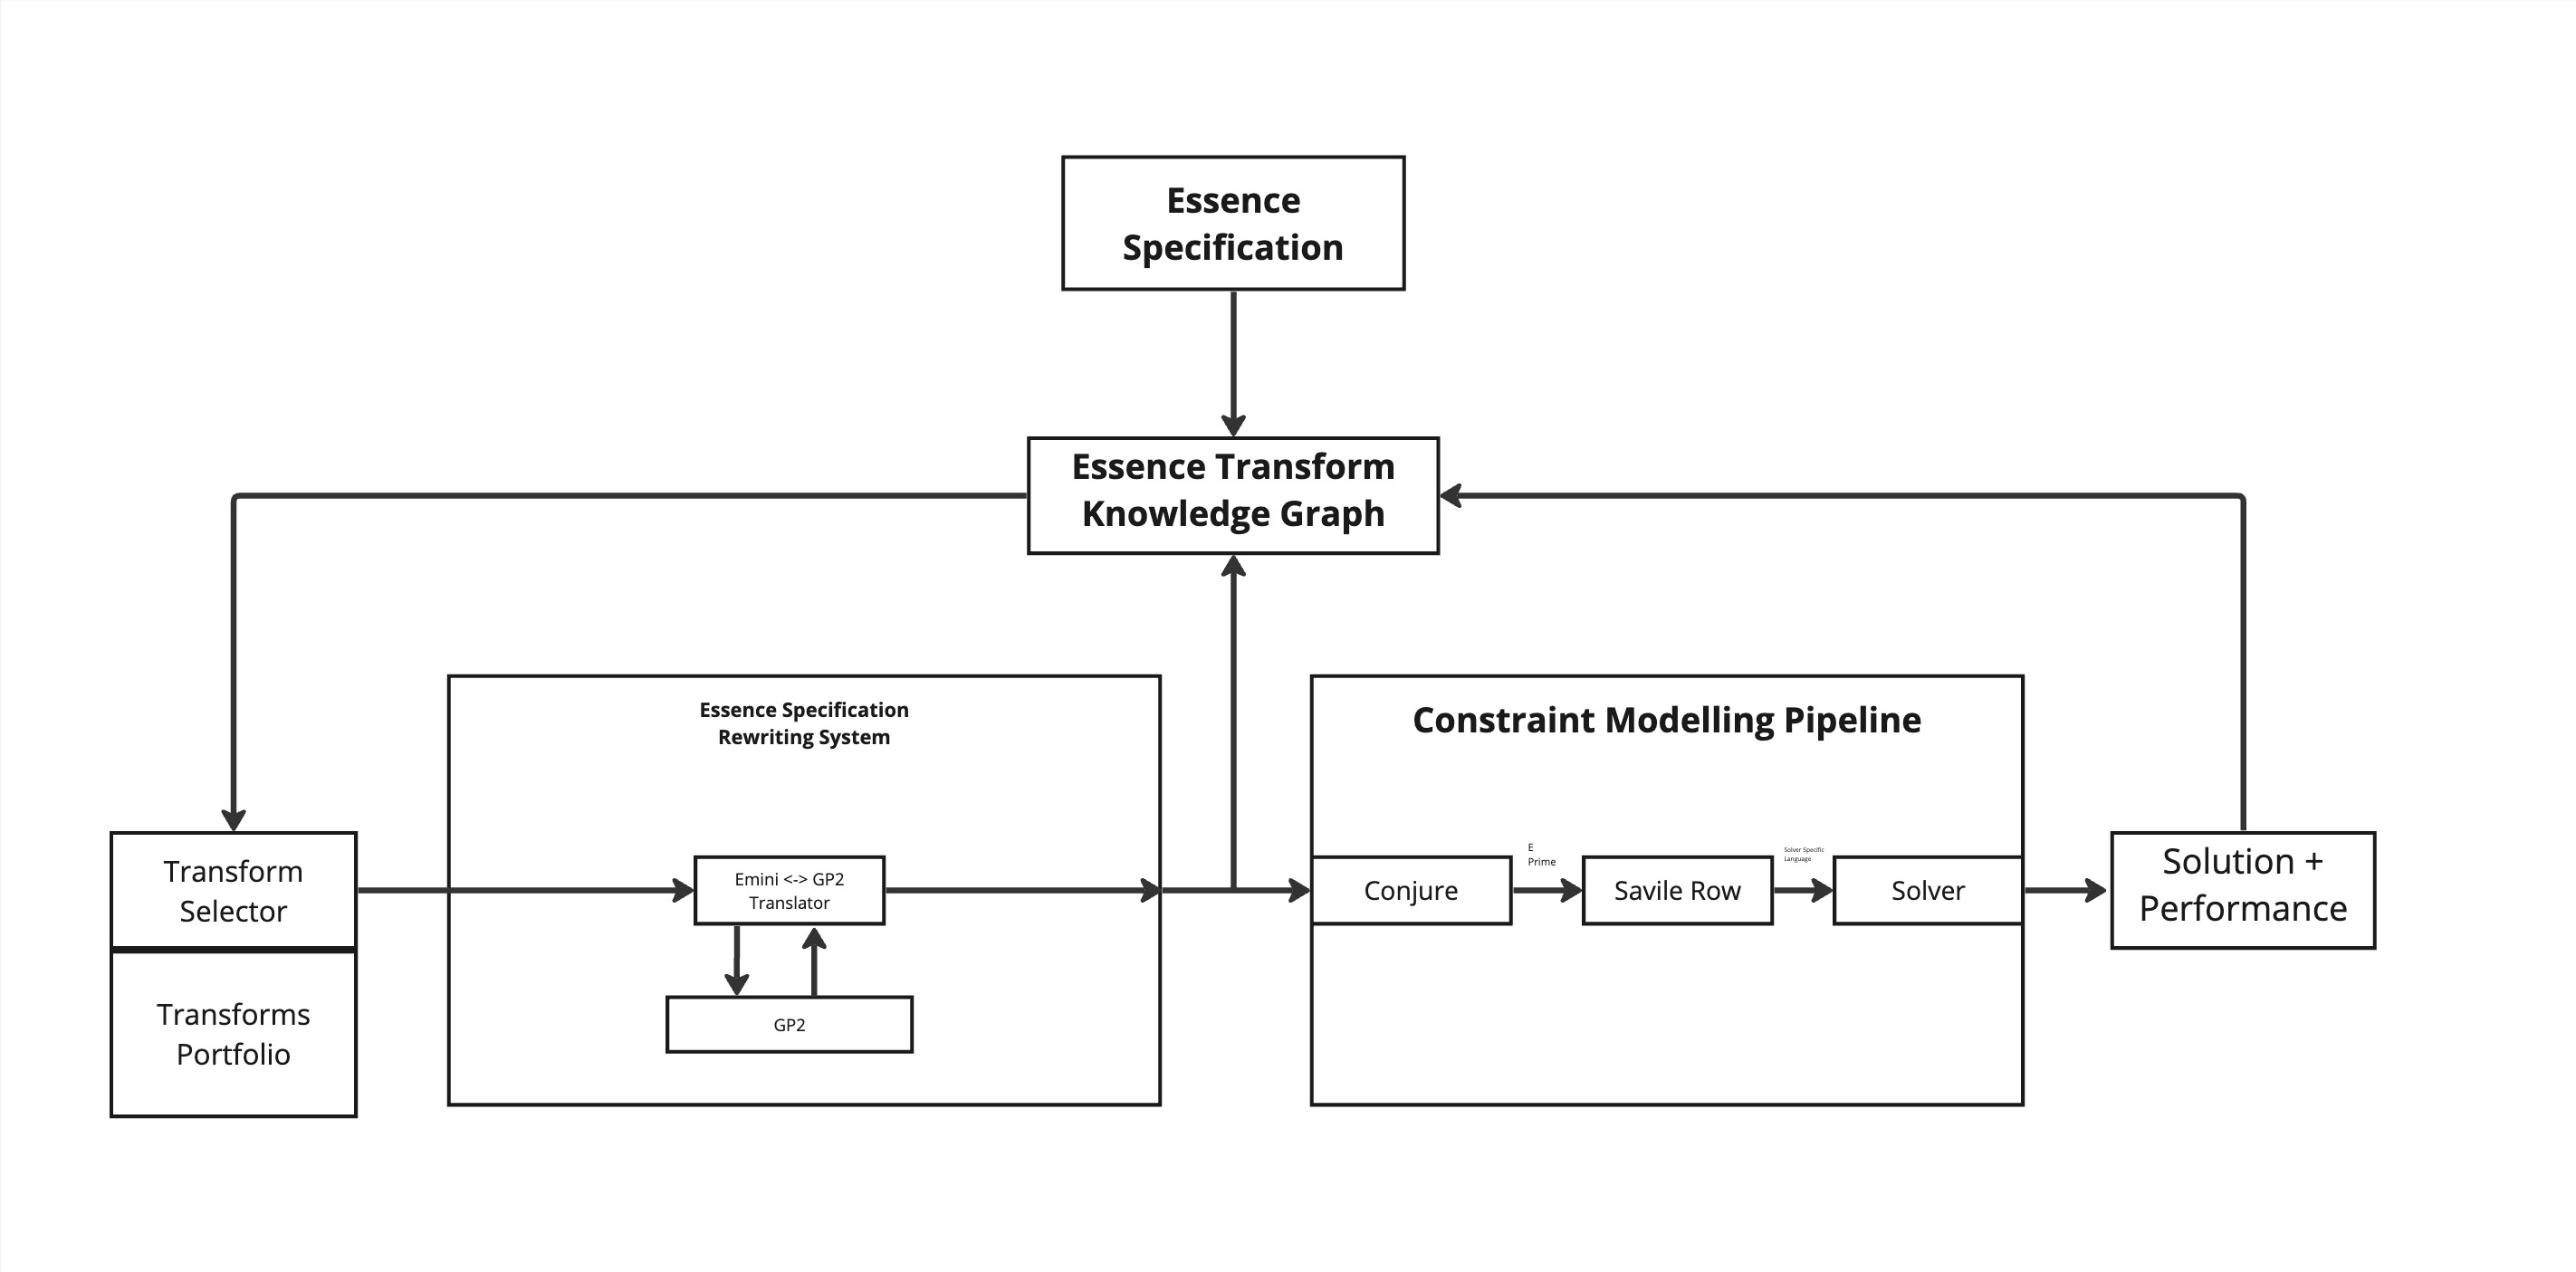 Essence
Specification
Essence Transform
Knowledge Graph
Essence Specification
Rewriting System
Constraint Modelling Pipeline
Transform
Selector
Transforms
Portfolio
Emini <-> GP2
Translator
GP2
Conjure
E
Prime
Savile Row
Solver Specific
Language
Solver
Solution +
Performance